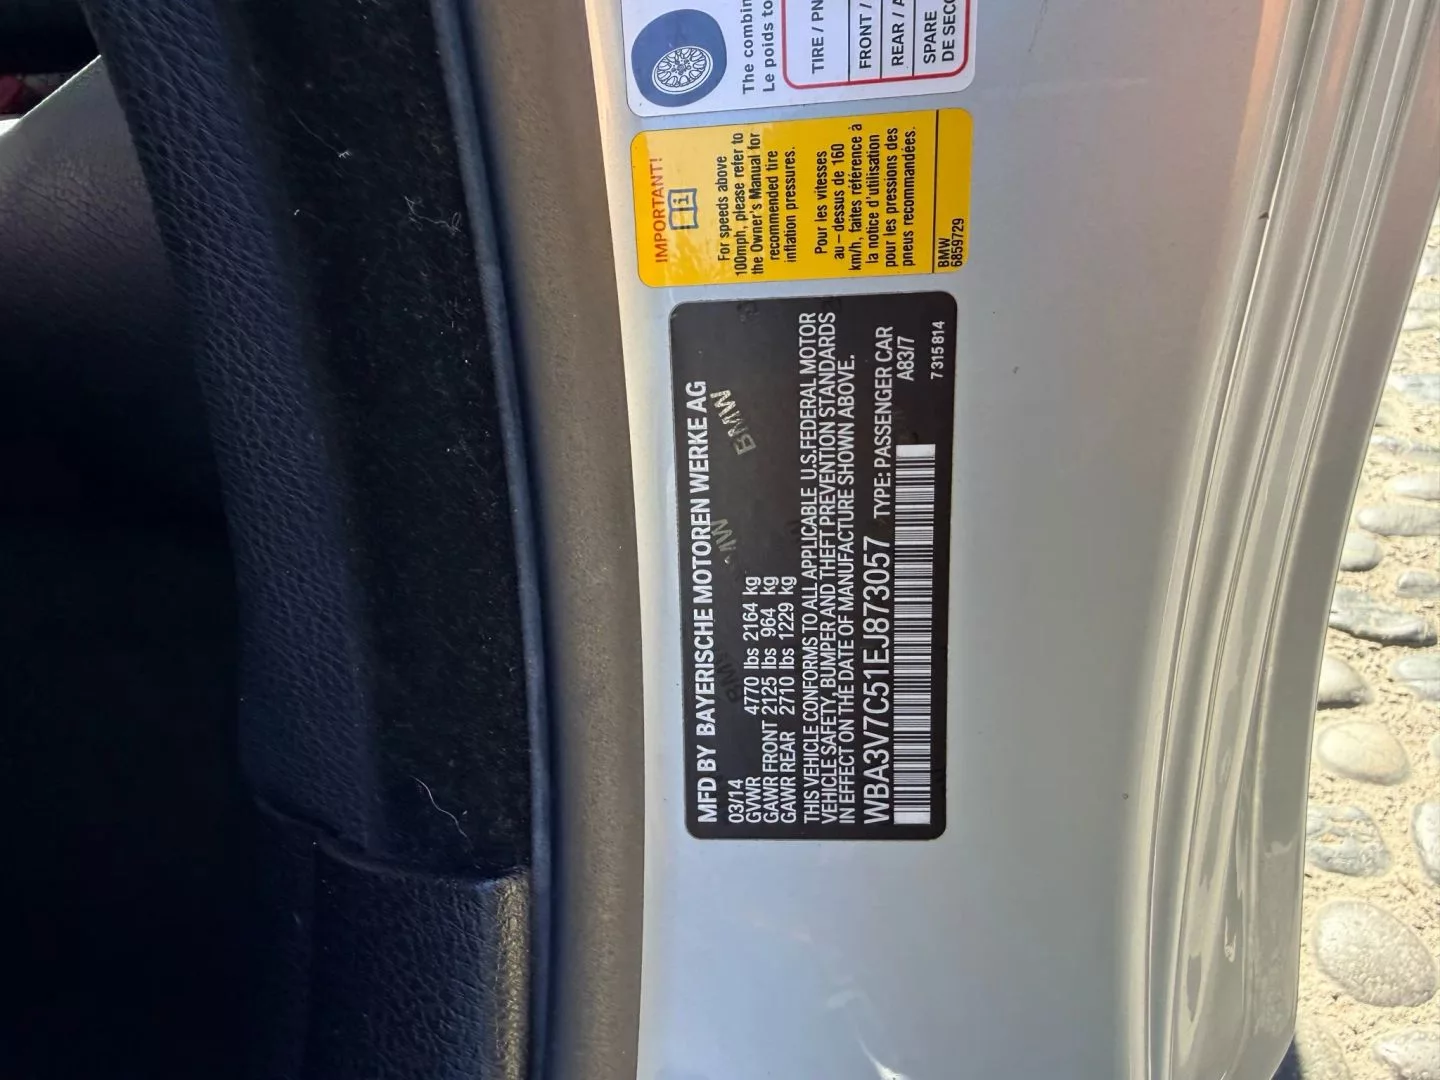 The combin
Le poids to
TIRE / PN
FRONT /
REAR / A
SPARE
DE SECO
IMPORTANT!
i
For speeds above
100mph, please refer to
the Owner's Manual for
recommended tire
inflation pressures.
Pour les vitesses
au-dessus de 160
km/h, faites référence à
la notice d'utilisation
pour les pressions des
pneus recommandées.
BMW
6859729
MFD BY BAYERISCHE MOTOREN WERKE AG
03/14
GVWR 4770 lbs 2164 kg
GAWR FRONT 2125 lbs 964 kg
GAWR REAR 2710 lbs 1229 kg
THIS VEHICLE CONFORMS TO ALL APPLICABLE U.S.FEDERAL MOTOR
VEHICLE SAFETY, BUMPER AND THEFT PREVENTION STANDARDS
IN EFFECT ON THE DATE OF MANUFACTURE SHOWN ABOVE.
WBA3V7C51EJ873057 TYPE: PASSENGER CAR
A83/7
7315814
BMW